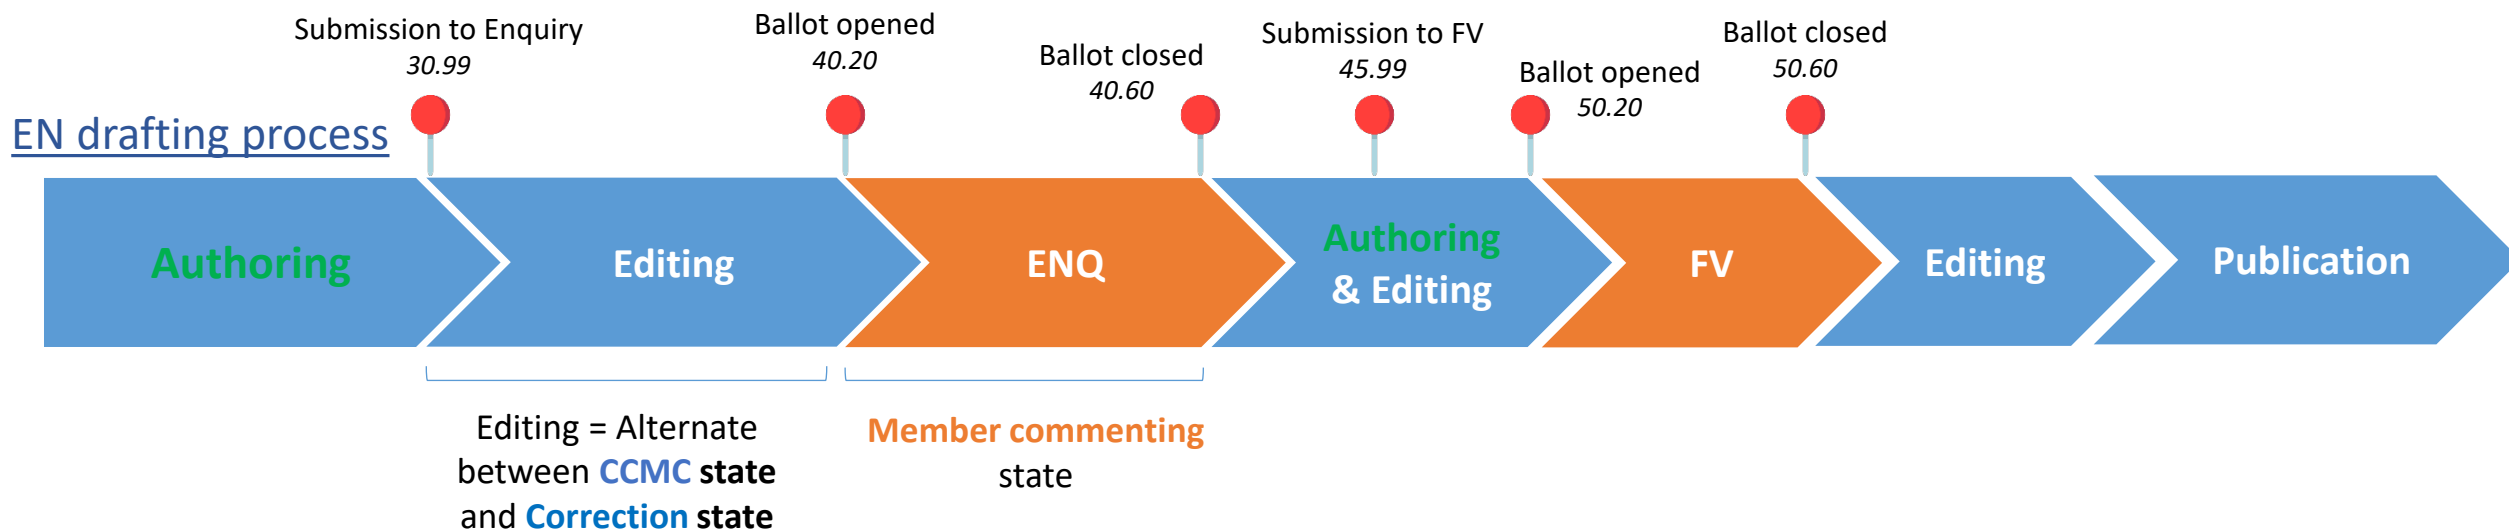 Submission to Enquiry
30.99
Ballot opened
40.20
Ballot closed
40.60
Submission to FV
45.99
Ballot opened
50.20
Ballot closed
50.60
EN drafting process
Authoring
Editing
ENQ
Authoring
& Editing
FV
Editing
Publication
Editing = Alternate
between CCMC state
and Correction state
Member commenting
state